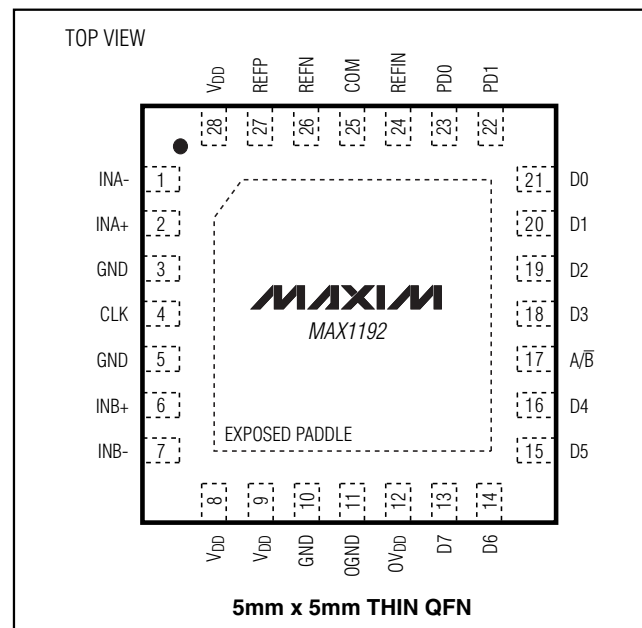 TOP VIEW
VDD REFP REFN COM REFIN PD0 PD1
28 27 26 25 24 23 22
INA- 1 21 D0
INA+ 2 20 D1
GND 3 19 D2
CLK 4 18 D3
GND 5 17 A/B̅
INB+ 6 16 D4
INB- 7 15 D5
MAXIM
MAX1192
EXPOSED PADDLE
8 9 10 11 12 13 14
VDD VDD GND OGND OVDD D7 D6
5mm x 5mm THIN QFN